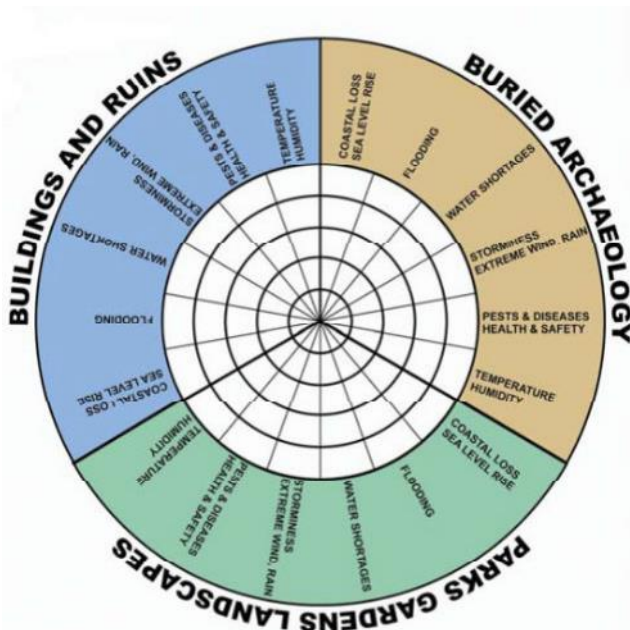 BUILDINGS AND RUINS
BURIED ARCHAEOLOGY
PARKS GARDENS LANDSCAPES
COASTAL LOSS
SEA LEVEL RISE
FLOODING
WATER SHORTAGES
STORMINESS
EXTREME WIND, RAIN
PESTS & DISEASES
HEALTH & SAFETY
TEMPERATURE
HUMIDITY
COASTAL LOSS
SEA LEVEL RISE
FLOODING
WATER SHORTAGES
STORMINESS
EXTREME WIND, RAIN
PESTS & DISEASES
HEALTH & SAFETY
TEMPERATURE
HUMIDITY
COASTAL LOSS
SEA LEVEL RISE
FLOODING
WATER SHORTAGES
STORMINESS
EXTREME WIND, RAIN
PESTS & DISEASES
HEALTH & SAFETY
TEMPERATURE
HUMIDITY